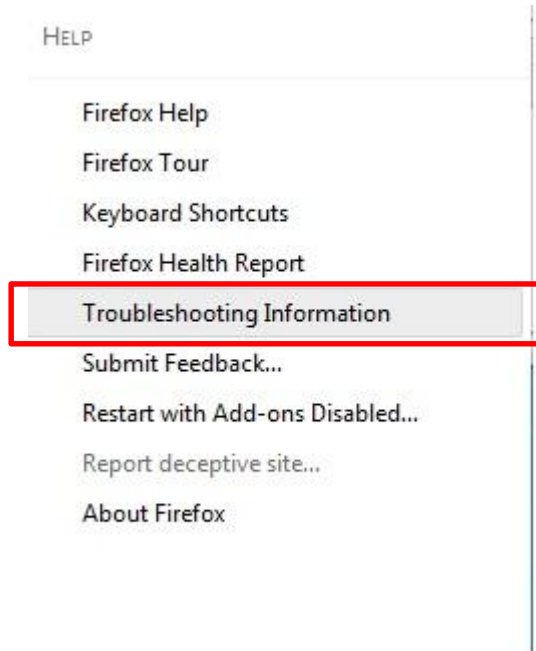 HELP
Firefox Help
Firefox Tour
Keyboard Shortcuts
Firefox Health Report
Troubleshooting Information
Submit Feedback...
Restart with Add-ons Disabled...
Report deceptive site...
About Firefox